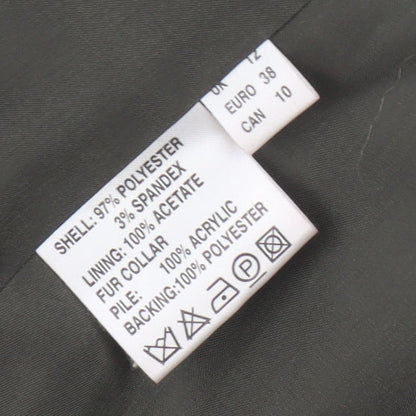 UK 12
EURO 38
CAN 10
SHELL: 97% POLYESTER
3% SPANDEX
LINING: 100% ACETATE
FUR COLLAR
PILE: 100% ACRYLIC
BACKING:100% POLYESTER
P